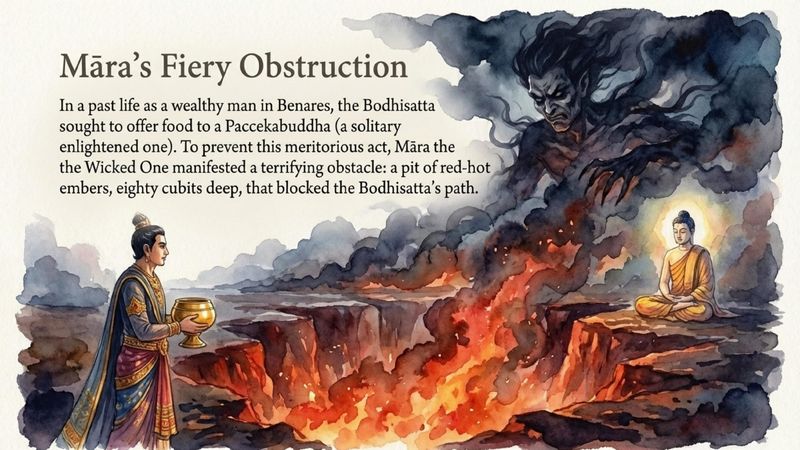 Māra's Fiery Obstruction
In a past life as a wealthy man in Benares, the Bodhisatta
sought to offer food to a Paccekabuddha (a solitary
enlightened one). To prevent this meritorious act, Māra the
the Wicked One manifested a terrifying obstacle: a pit of red-hot
embers, eighty cubits deep, that blocked the Bodhisatta's path.